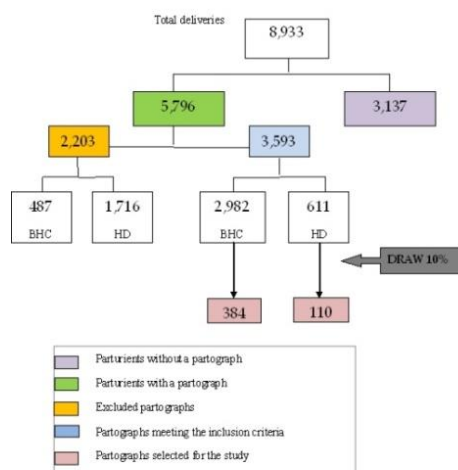 Total deliveries
8,933
5,796
3,137
2,203
3,593
487
BHC
1,716
HD
2,982
BHC
611
HD
DRAW 10%
384
110
Parturients without a partograph
Parturients with a partograph
Excluded partographs
Partographs meeting the inclusion criteria
Partographs selected for the study